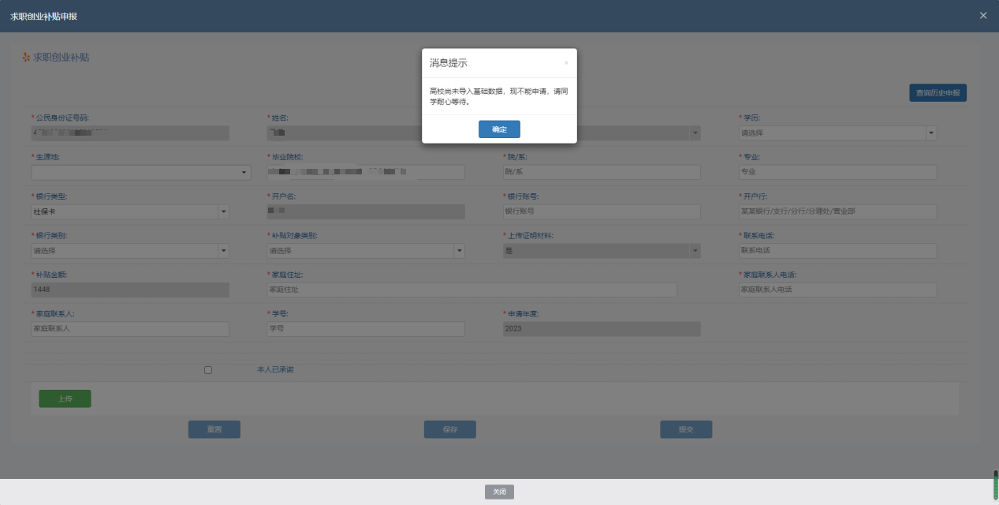 求职创业补贴申报
求职创业补贴
消息提示
高校尚未导入基础数据，现不能申请，请同
学耐心等待。
确定
查询历史申报
*公民身份证号码:
*姓名:
*学历:
请选择
*生源地:
*毕业院校:
*院/系:
院/系
*专业:
专业
*银行类型:
社保卡
*开户名:
*银行账号:
银行账号
*开户行:
某某银行/支行/分行/分理处/营业部
*银行类别:
请选择
*补贴对象类别:
请选择
*上传证明材料:
是
*联系电话:
联系电话
*补贴金额:
1448
*家庭住址:
家庭住址
*家庭联系人电话:
家庭联系人电话
*家庭联系人:
家庭联系人
*学号:
学号
*申请年度:
2023
本人已承诺
上传
重置
保存
提交
关闭